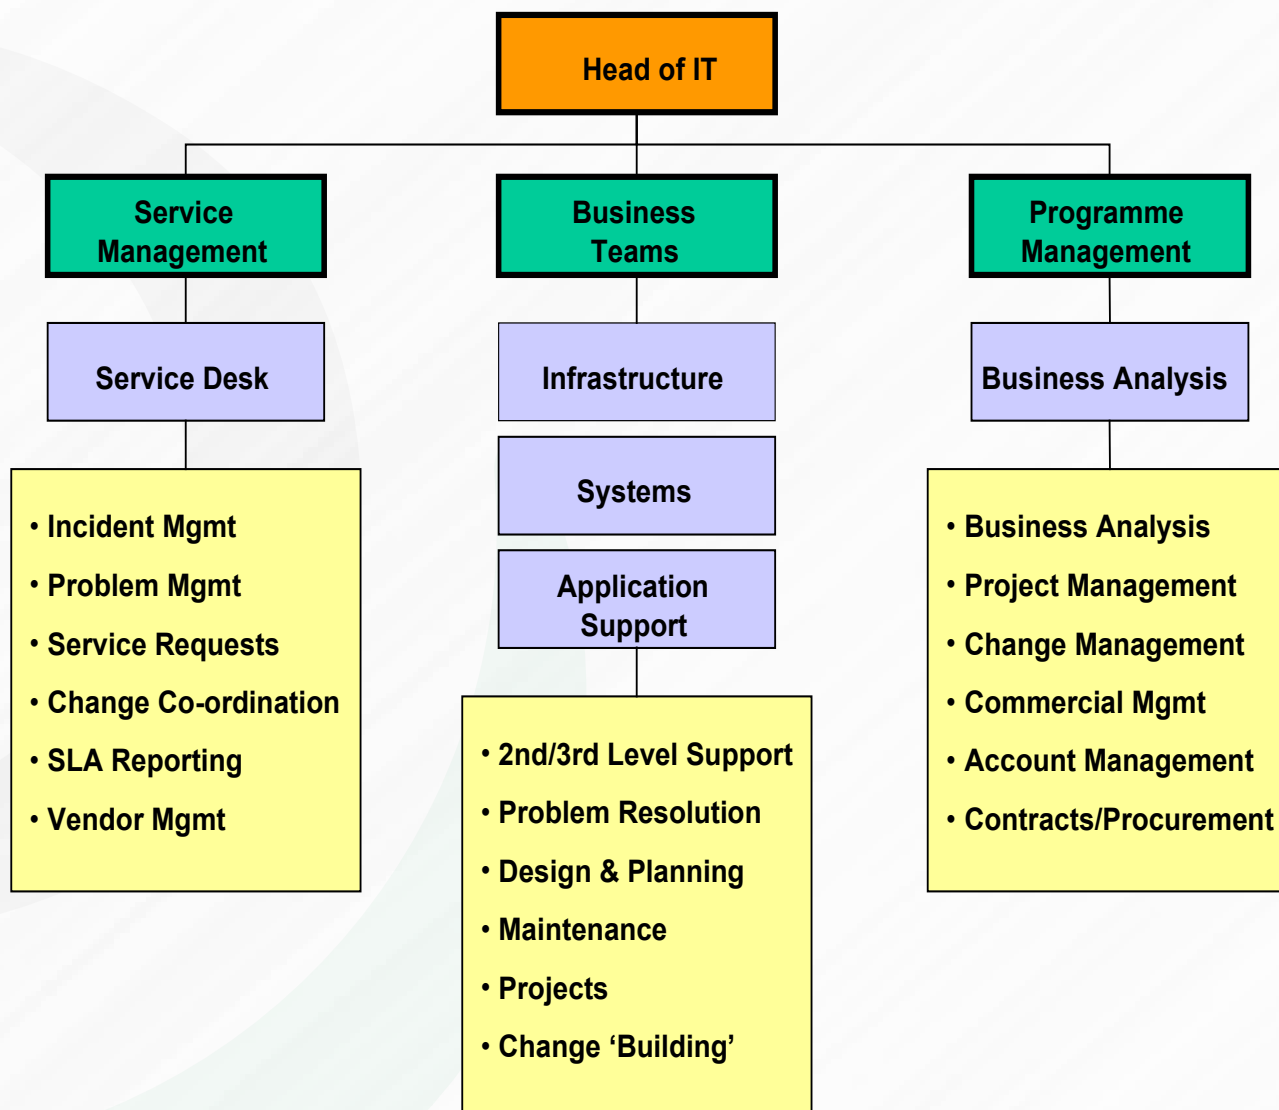 Head of IT
Service
Management
Business
Teams
Programme
Management
Service Desk
Infrastructure
Business Analysis
Systems
Application
Support
• Incident Mgmt
• Problem Mgmt
• Service Requests
• Change Co-ordination
• SLA Reporting
• Vendor Mgmt
• 2nd/3rd Level Support
• Problem Resolution
• Design & Planning
• Maintenance
• Projects
• Change ‘Building’
• Business Analysis
• Project Management
• Change Management
• Commercial Mgmt
• Account Management
• Contracts/Procurement